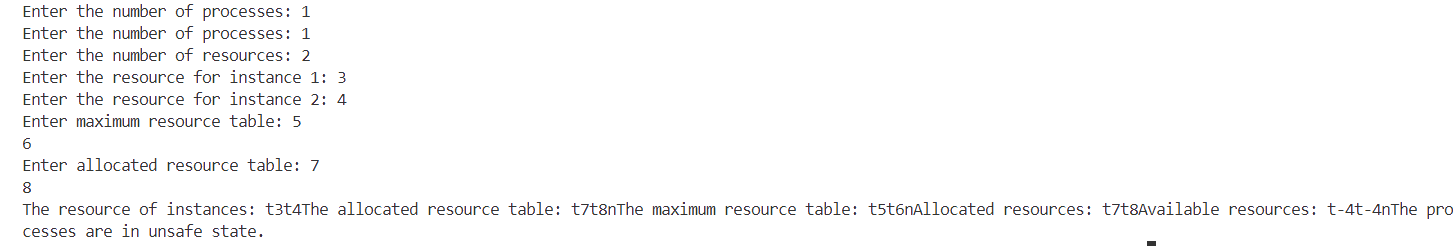 Enter the number of processes: 1
Enter the number of processes: 1
Enter the number of resources: 2
Enter the resource for instance 1: 3
Enter the resource for instance 2: 4
Enter maximum resource table: 5
6
Enter allocated resource table: 7
8
The resource of instances: t3t4The allocated resource table: t7t8nThe maximum resource table: t5t6nAllocated resources: t7t8Available resources: t-4t-4nThe pro
cesses are in unsafe state.